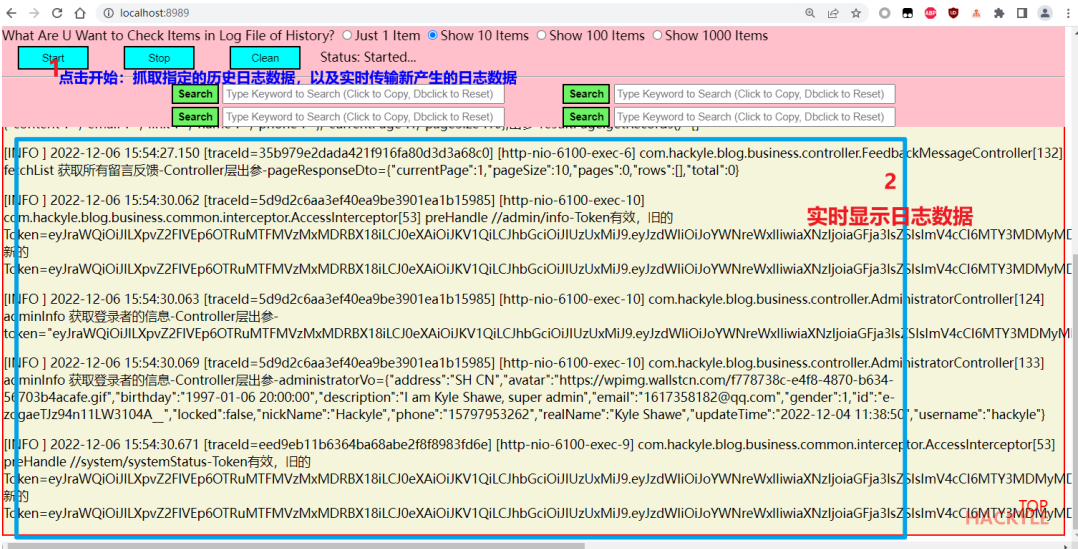 localhost:8989
What Are U Want to Check Items in Log File of History? Just 1 Item Show 10 Items Show 100 Items Show 1000 Items
Start Stop Clean Status: Started...
1
点击开始：抓取指定的历史日志数据，以及实时传输新产生的日志数据
Search Type Keyword to Search (Click to Copy, Dbclick to Reset) Search Type Keyword to Search (Click to Copy, Dbclick to Reset)
Search Type Keyword to Search (Click to Copy, Dbclick to Reset) Search Type Keyword to Search (Click to Copy, Dbclick to Reset)
[INFO ] 2022-12-06 15:54:27.150 [traceId=35b979e2dada421f916fa80d3d3a68c0] [http-nio-6100-exec-6] com.hackyle.blog.business.controller.FeedbackMessageController[132]
fetchList 获取所有留言反馈-Controller层出参-pageResponseDto={"currentPage":1,"pageSize":10,"pages":0,"rows":[],"total":0}
2
[INFO ] 2022-12-06 15:54:30.062 [traceId=5d9d2c6aa3ef40ea9be3901ea1b15985] [http-nio-6100-exec-10]
com.hackyle.blog.business.common.interceptor.AccessInterceptor[53] preHandle //admin/info-Token有效，旧的
实时显示日志数据
新的
[INFO ] 2022-12-06 15:54:30.063 [traceId=5d9d2c6aa3ef40ea9be3901ea1b15985] [http-nio-6100-exec-10] com.hackyle.blog.business.controller.AdministratorController[124]
adminInfo 获取登录者的信息-Controller层出参-
[INFO ] 2022-12-06 15:54:30.069 [traceId=5d9d2c6aa3ef40ea9be3901ea1b15985] [http-nio-6100-exec-10] com.hackyle.blog.business.controller.AdministratorController[133]
adminInfo 获取登录者的信息-Controller层出参-administratorVo={"address":"SH CN","avatar":"https://wpimg.wallstcn.com/f778738c-e4f8-4870-b634-
56703b4acafe.gif","birthday":"1997-01-06 20:00:00","description":"I am Kyle Shawe, super admin","email":"1617358182@qq.com","gender":1,"id":"e-
zcgaeTJz94n11LW3104A__","locked":false,"nickName":"Hackyle","phone":"15797953262","realName":"Kyle Shawe","updateTime":"2022-12-04 11:38:50","username":"hackyle"}
[INFO ] 2022-12-06 15:54:30.671 [traceId=eed9eb11b6364ba68abe2f8f8983fd6e] [http-nio-6100-exec-9] com.hackyle.blog.business.common.interceptor.AccessInterceptor[53]
preHandle //system/systemStatus-Token有效，旧的
新的
TOP
HACKYLE